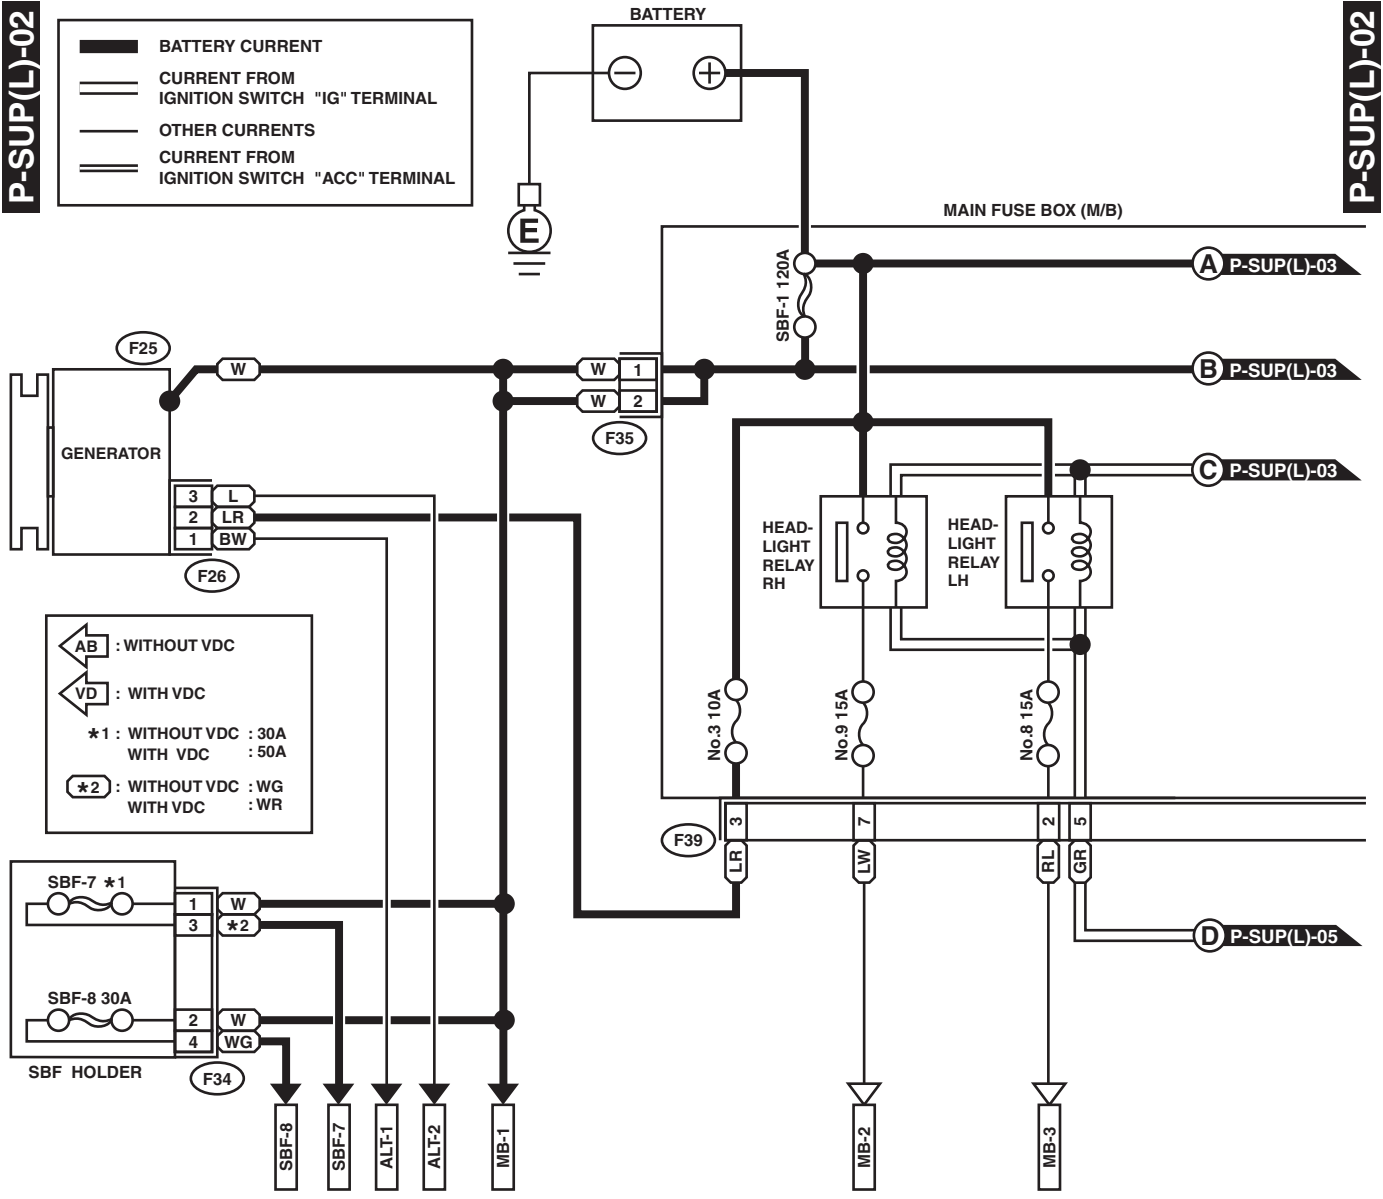 P-SUP(L)-02
P-SUP(L)-02
BATTERY CURRENT
CURRENT FROM
IGNITION SWITCH "IG" TERMINAL
OTHER CURRENTS
CURRENT FROM
IGNITION SWITCH "ACC" TERMINAL
BATTERY
E
MAIN FUSE BOX (M/B)
SBF-1 120A
A P-SUP(L)-03
B P-SUP(L)-03
C P-SUP(L)-03
F25
W
W 1
W 2
F35
GENERATOR
3 L
2 LR
1 BW
F26
HEAD-
LIGHT
RELAY
RH
HEAD-
LIGHT
RELAY
LH
AB : WITHOUT VDC
VD : WITH VDC
*1 : WITHOUT VDC : 30A
WITH VDC : 50A
*2 : WITHOUT VDC : WG
WITH VDC : WR
No.3 10A
No.9 15A
No.8 15A
F39
3
7
2
5
LR
LW
RL
GR
D P-SUP(L)-05
SBF-7 *1
1 W
3 *2
SBF-8 30A
2 W
4 WG
SBF HOLDER
F34
SBF-8
SBF-7
ALT-1
ALT-2
MB-1
MB-2
MB-3